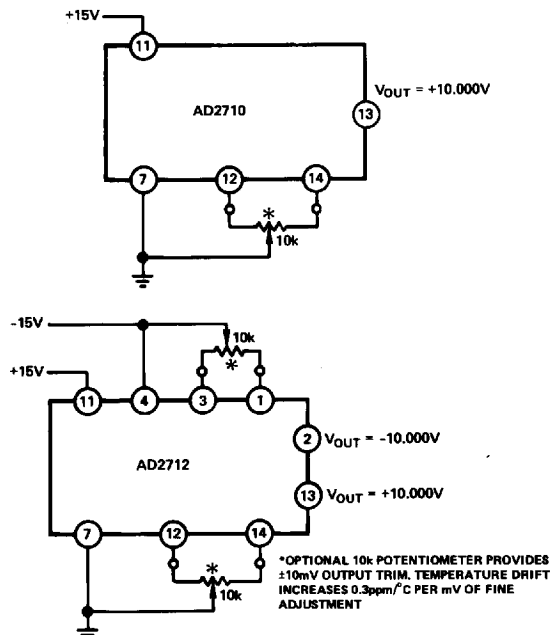 +15V
11
VOUT = +10.000V
AD2710
13
7
12
14
*
10k
-15V
10k
+15V
*
11
4
3
1
2
VOUT = -10.000V
AD2712
13
VOUT = +10.000V
7
12
14
*
10k
*OPTIONAL 10k POTENTIOMETER PROVIDES
±10mV OUTPUT TRIM. TEMPERATURE DRIFT
INCREASES 0.3ppm/°C PER mV OF FINE
ADJUSTMENT